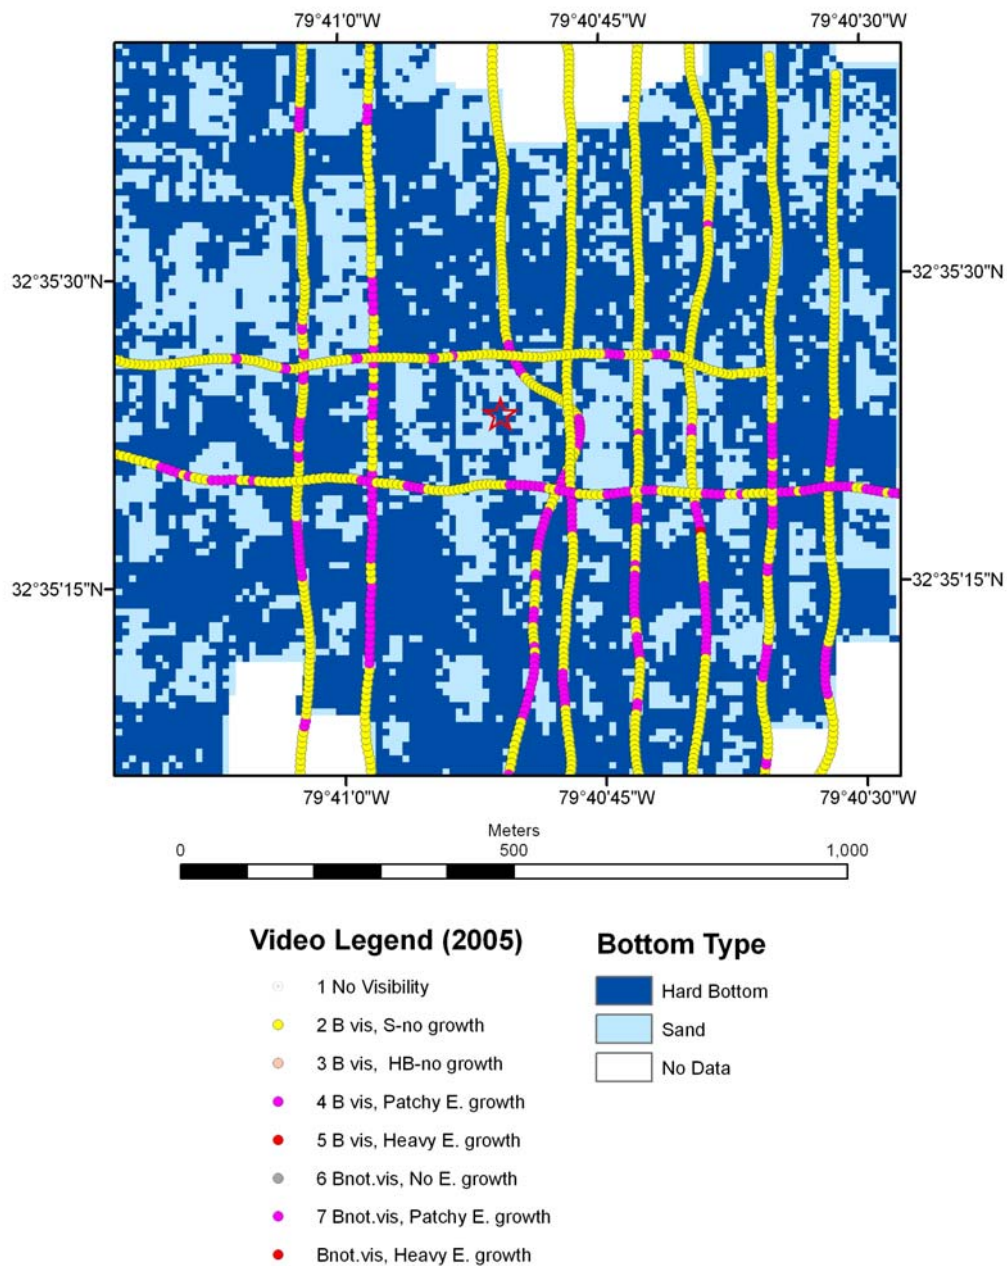 79°41'0"W 79°40'45"W 79°40'30"W
32°35'30"N 32°35'30"N
32°35'15"N 32°35'15"N
79°41'0"W 79°40'45"W 79°40'30"W
Meters
0 500 1,000
Video Legend (2005)
1 No Visibility
2 B vis, S-no growth
3 B vis, HB-no growth
4 B vis, Patchy E. growth
5 B vis, Heavy E. growth
6 Bnot.vis, No E. growth
7 Bnot.vis, Patchy E. growth
Bnot.vis, Heavy E. growth
Bottom Type
Hard Bottom
Sand
No Data